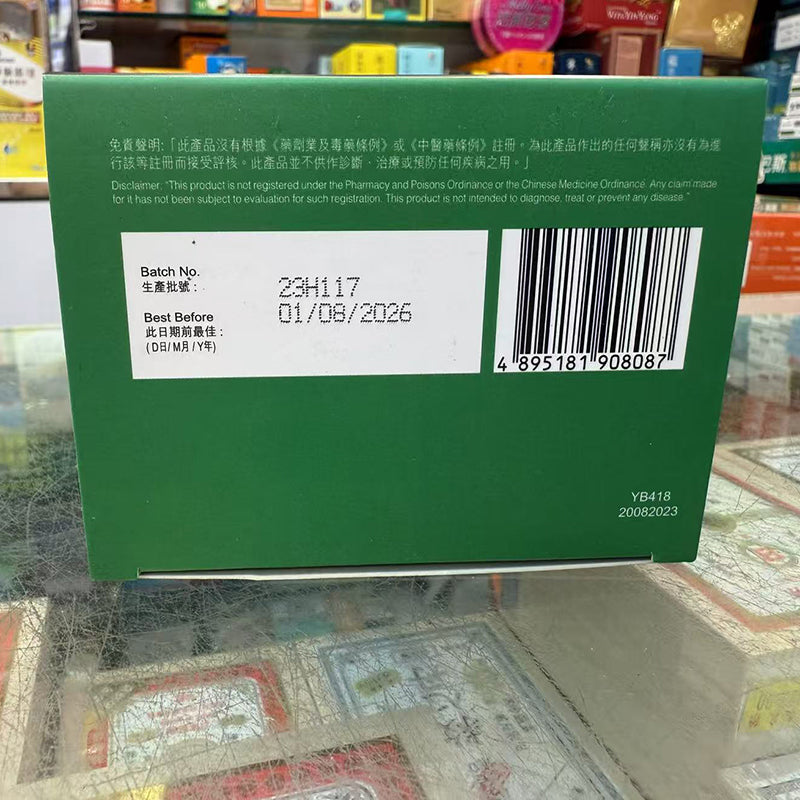 免責聲明:「此產品沒有根據《藥劑業及毒藥條例》或《中醫藥條例》註冊。為此產品作出的任何聲稱亦沒有為進
行該等註冊而接受評核。此產品並不供作診斷、治療或預防任何疾病之用。」
Disclaimer: "This product is not registered under the Pharmacy and Poisons Ordinance or the Chinese Medicine Ordinance. Any claim made
for it has not been subject to evaluation for such registration. This product is not intended to diagnose, treat or prevent any disease."
Batch No.
生產批號:
23H117
Best Before
此日期前最佳:
(D日/M月/Y年)
01/08/2026
4 895181 908087
YB418
20082023